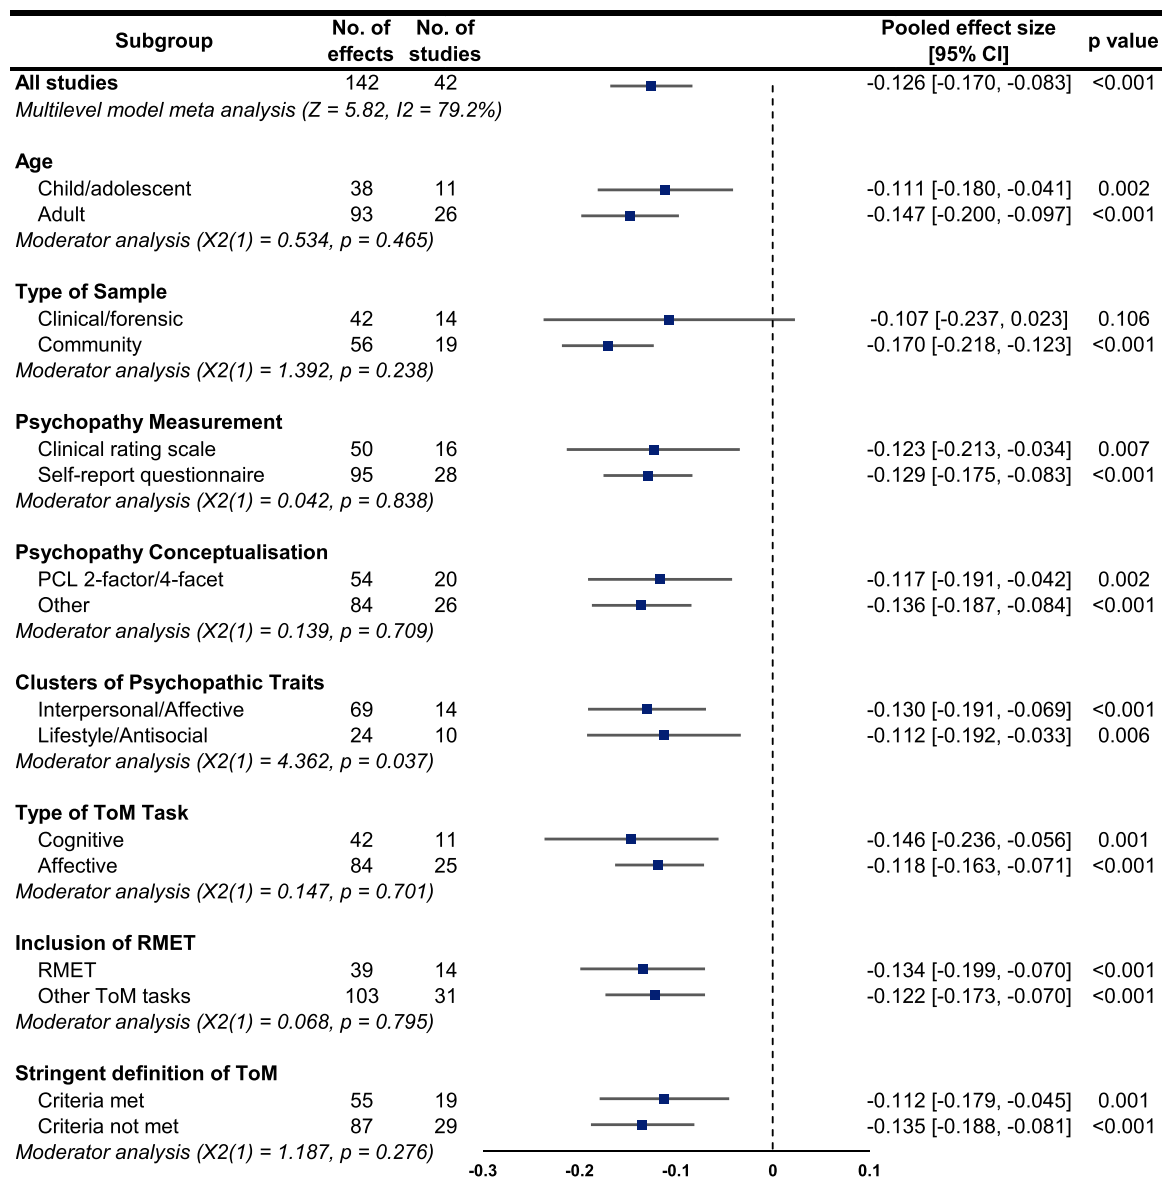 Subgroup No. of effects No. of studies Pooled effect size [95% CI] p value
All studies 142 42 -0.126 [-0.170, -0.083] <0.001
Multilevel model meta analysis (Z = 5.82, I2 = 79.2%)
Age
Child/adolescent 38 11 -0.111 [-0.180, -0.041] 0.002
Adult 93 26 -0.147 [-0.200, -0.097] <0.001
Moderator analysis (X2(1) = 0.534, p = 0.465)
Type of Sample
Clinical/forensic 42 14 -0.107 [-0.237, 0.023] 0.106
Community 56 19 -0.170 [-0.218, -0.123] <0.001
Moderator analysis (X2(1) = 1.392, p = 0.238)
Psychopathy Measurement
Clinical rating scale 50 16 -0.123 [-0.213, -0.034] 0.007
Self-report questionnaire 95 28 -0.129 [-0.175, -0.083] <0.001
Moderator analysis (X2(1) = 0.042, p = 0.838)
Psychopathy Conceptualisation
PCL 2-factor/4-facet 54 20 -0.117 [-0.191, -0.042] 0.002
Other 84 26 -0.136 [-0.187, -0.084] <0.001
Moderator analysis (X2(1) = 0.139, p = 0.709)
Clusters of Psychopathic Traits
Interpersonal/Affective 69 14 -0.130 [-0.191, -0.069] <0.001
Lifestyle/Antisocial 24 10 -0.112 [-0.192, -0.033] 0.006
Moderator analysis (X2(1) = 4.362, p = 0.037)
Type of ToM Task
Cognitive 42 11 -0.146 [-0.236, -0.056] 0.001
Affective 84 25 -0.118 [-0.163, -0.071] <0.001
Moderator analysis (X2(1) = 0.147, p = 0.701)
Inclusion of RMET
RMET 39 14 -0.134 [-0.199, -0.070] <0.001
Other ToM tasks 103 31 -0.122 [-0.173, -0.070] <0.001
Moderator analysis (X2(1) = 0.068, p = 0.795)
Stringent definition of ToM
Criteria met 55 19 -0.112 [-0.179, -0.045] 0.001
Criteria not met 87 29 -0.135 [-0.188, -0.081] <0.001
Moderator analysis (X2(1) = 1.187, p = 0.276)
-0.3 -0.2 -0.1 0 0.1